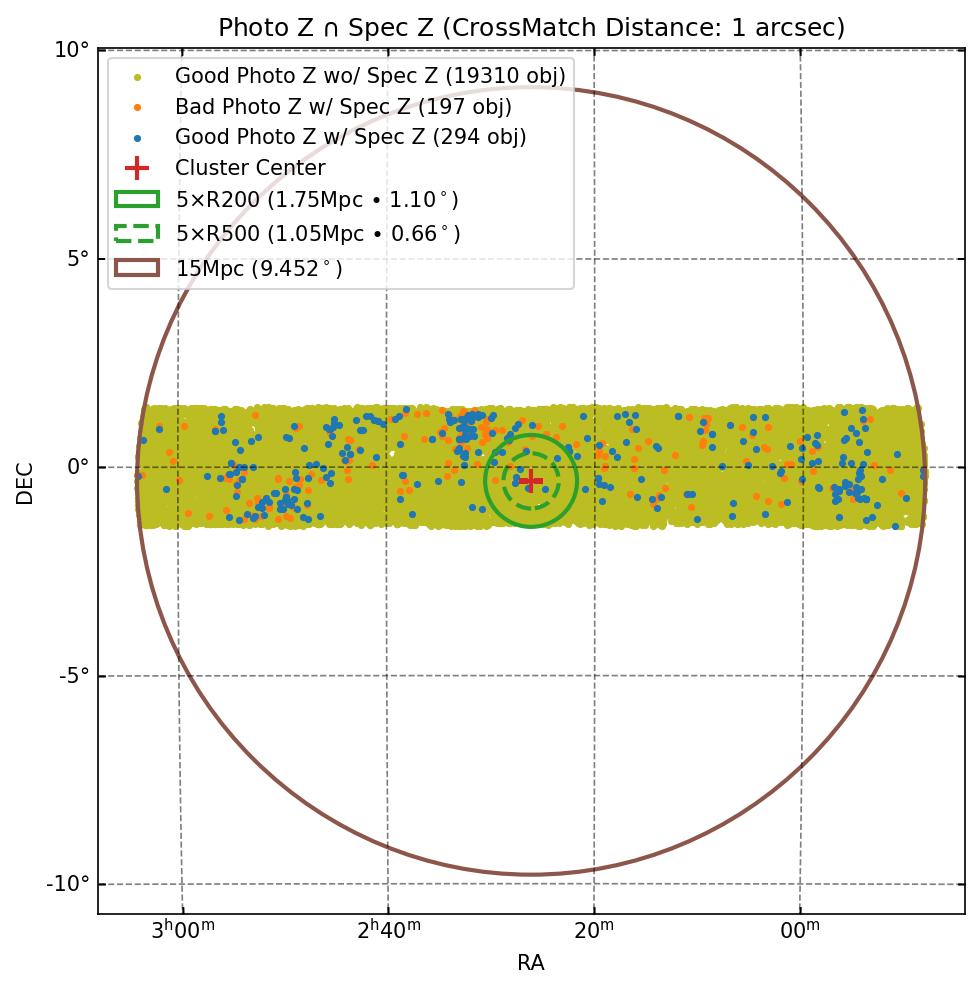 Photo Z ∩ Spec Z (CrossMatch Distance: 1 arcsec)
10°
Good Photo Z wo/ Spec Z (19310 obj)
Bad Photo Z w/ Spec Z (197 obj)
Good Photo Z w/ Spec Z (294 obj)
Cluster Center
5×R200 (1.75Mpc • 1.10°)
5×R500 (1.05Mpc • 0.66°)
15Mpc (9.452°)
5°
0°
-5°
-10°
DEC
3ʰ00ᵐ 2ʰ40ᵐ 20ᵐ 00ᵐ
RA